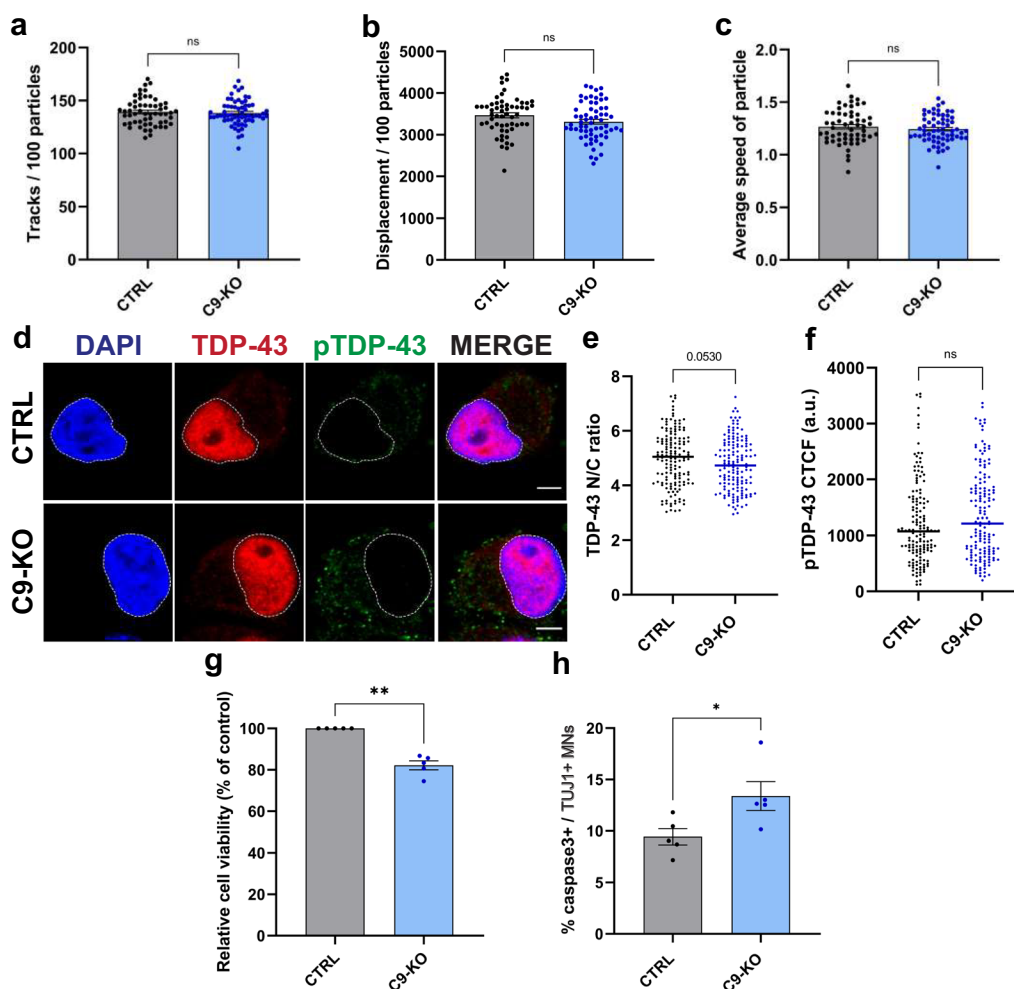 a
Tracks / 100 particles
200
150
100
50
0
ns
CTRL
C9-KO
b
Displacement / 100 particles
5000
4000
3000
2000
1000
0
ns
CTRL
C9-KO
c
Average speed of particle
2.0
1.5
1.0
0.5
0.0
ns
CTRL
C9-KO
d
DAPI TDP-43 pTDP-43 MERGE
CTRL
C9-KO
e
TDP-43 N/C ratio
8
6
4
2
0
0.0530
CTRL
C9-KO
f
pTDP-43 CTCF (a.u.)
4000
3000
2000
1000
0
ns
CTRL
C9-KO
g
Relative cell viability (% of control)
100
80
60
40
20
0
**
CTRL
C9-KO
h
% caspase3+ / TUJ1+ MNs
20
15
10
5
0
*
CTRL
C9-KO